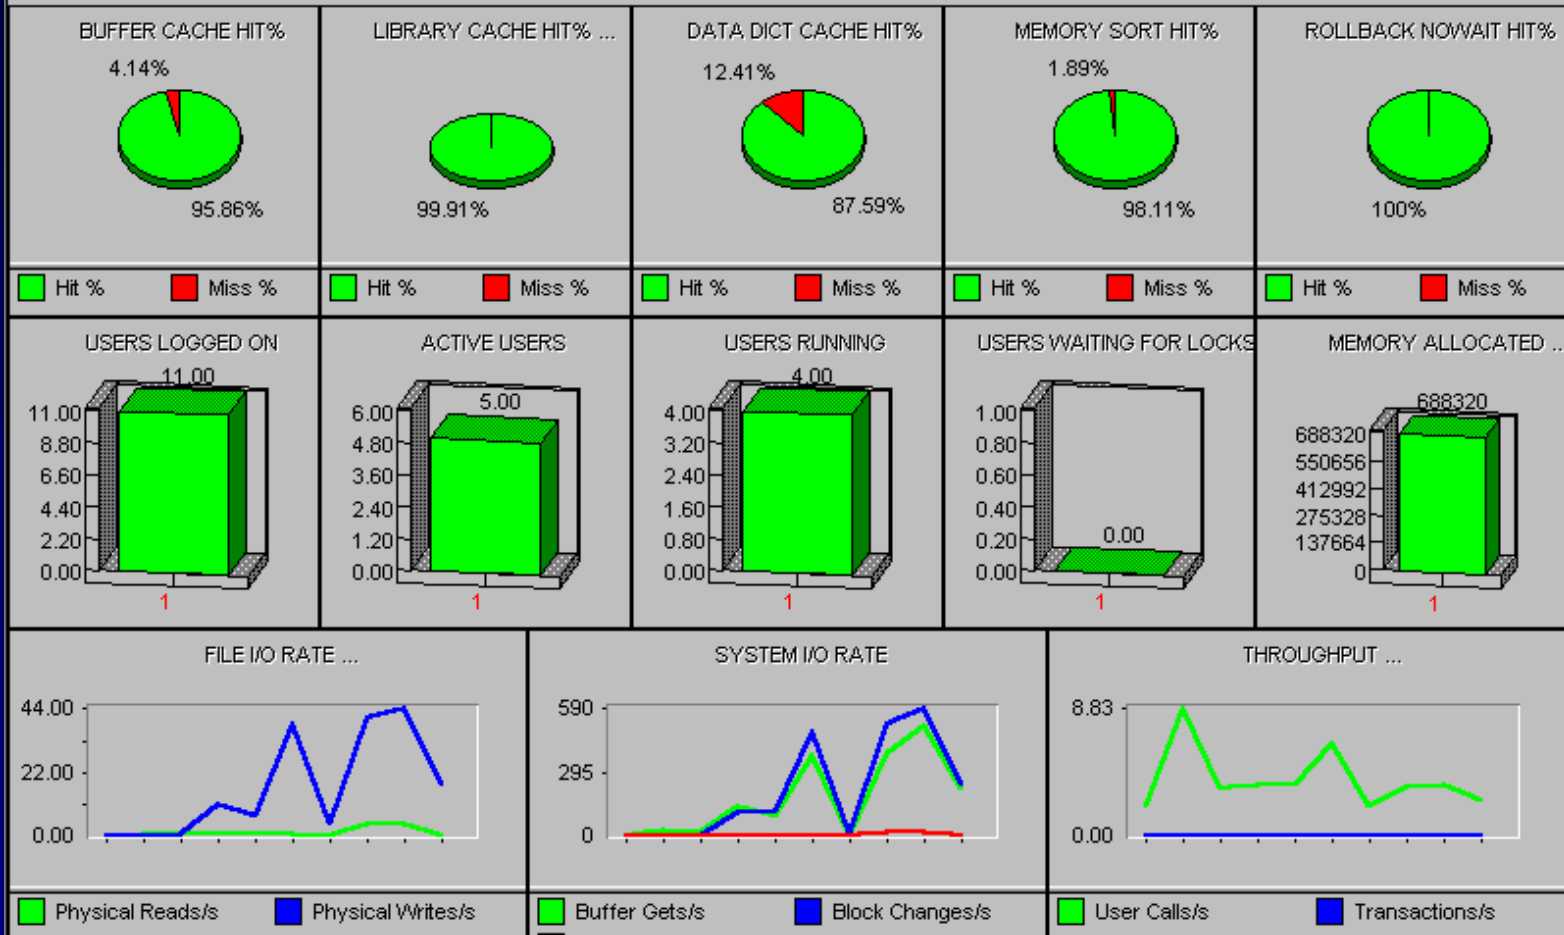 BUFFER CACHE HIT%
4.14%
95.86%
Hit %
Miss %
LIBRARY CACHE HIT% ...
99.91%
Hit %
Miss %
DATA DICT CACHE HIT%
12.41%
87.59%
Hit %
Miss %
MEMORY SORT HIT%
1.89%
98.11%
Hit %
Miss %
ROLLBACK NOWAIT HIT%
100%
Hit %
Miss %
USERS LOGGED ON
11.00
11.00
8.80
6.60
4.40
2.20
0.00
1
ACTIVE USERS
5.00
6.00
4.80
3.60
2.40
1.20
0.00
1
USERS RUNNING
4.00
4.00
3.20
2.40
1.60
0.80
0.00
1
USERS WAITING FOR LOCKS
1.00
0.80
0.60
0.40
0.20
0.00
0.00
1
MEMORY ALLOCATED ...
688320
688320
550656
412992
275328
137664
0
1
FILE I/O RATE ...
44.00
22.00
0.00
Physical Reads/s
Physical Writes/s
SYSTEM I/O RATE
590
295
0
Buffer Gets/s
Block Changes/s
THROUGHPUT ...
8.83
0.00
User Calls/s
Transactions/s